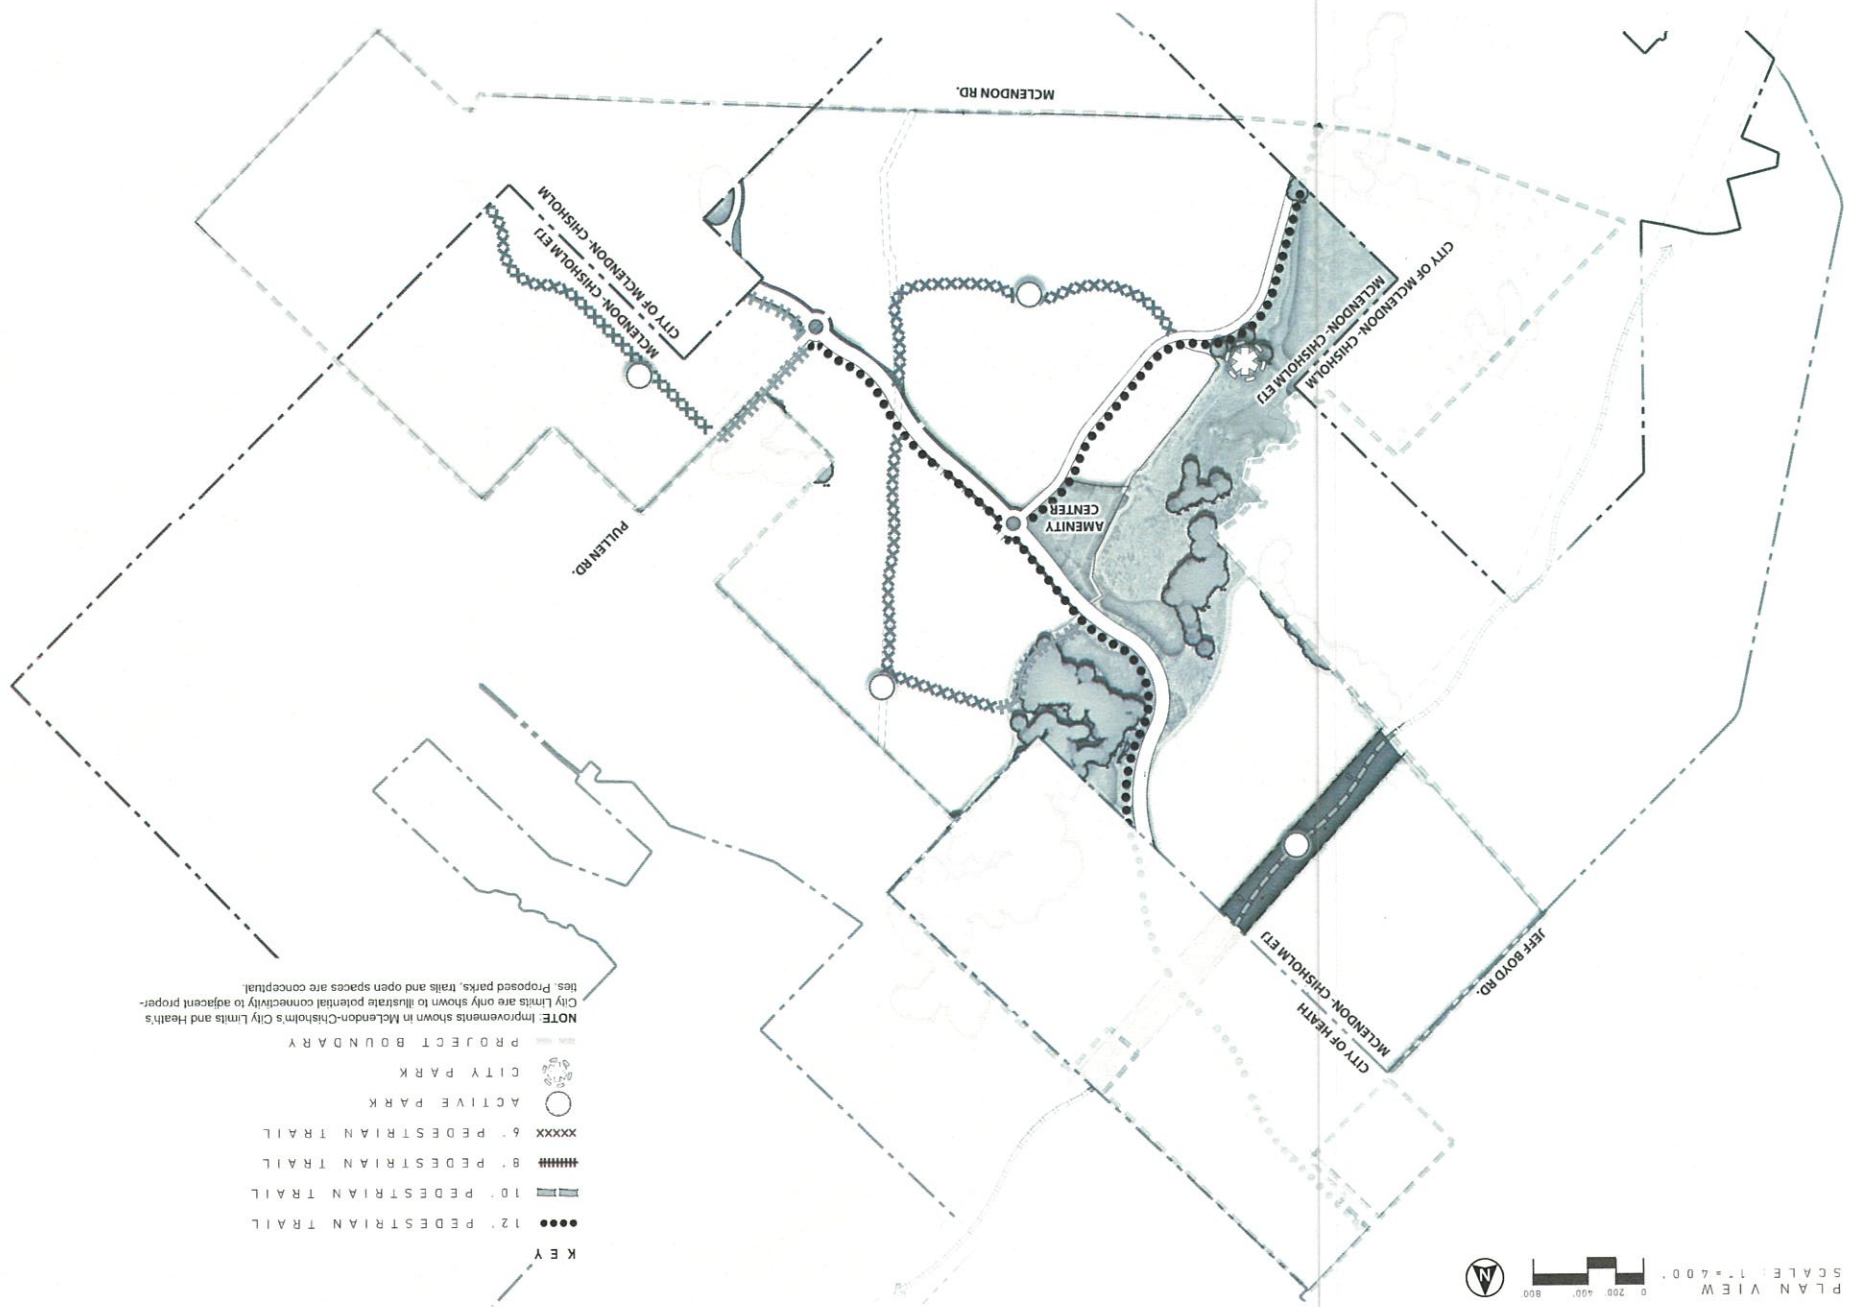 PLAN VIEW
SCALE: 1"=400'
0 200' 400' 800'
N
KEY
12' PEDESTRIAN TRAIL
10' PEDESTRIAN TRAIL
8' PEDESTRIAN TRAIL
6' PEDESTRIAN TRAIL
ACTIVE PARK
CITY PARK
PROJECT BOUNDARY
NOTE: Improvements shown in McLendon-Chisholm's City Limits and Heath's
City Limits are only shown to illustrate potential connectivity to adjacent proper-
ties. Proposed parks, trails and open spaces are conceptual.
CITY OF HEATH
MCLENDON-CHISHOLM ETJ
JEFF BOYD RD.
PULLEN RD.
AMENITY
CENTER
CITY OF MCLENDON-CHISHOLM
MCLENDON-CHISHOLM ETJ
MCLENDON-CHISHOLM
MCLENDON-CHISHOLM ETJ
CITY OF MCLENDON-
CHISHOLM
MCLENDON RD.